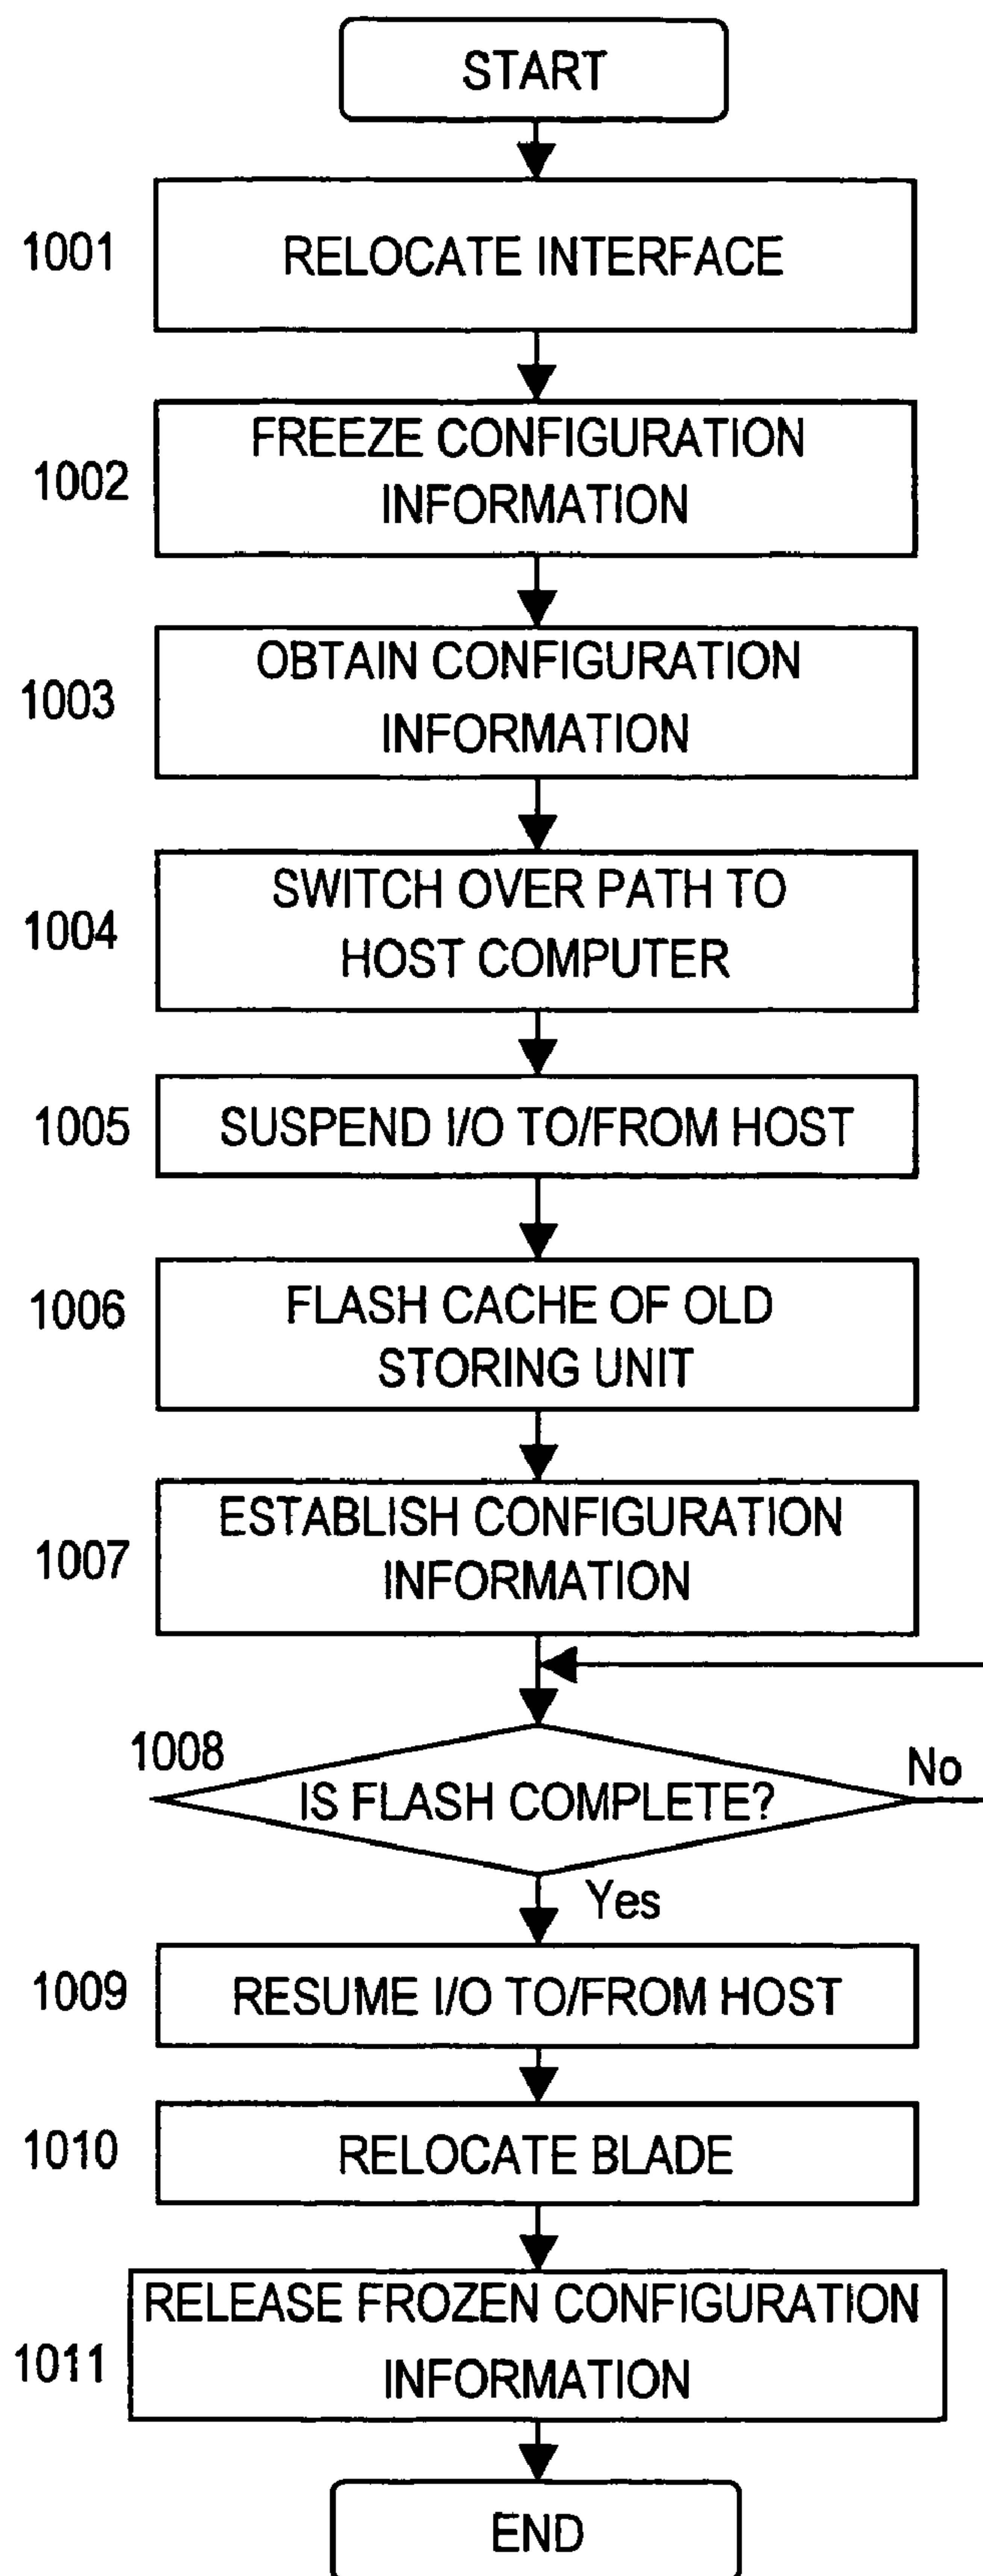 START
1001
RELOCATE INTERFACE
1002
FREEZE CONFIGURATION
INFORMATION
1003
OBTAIN CONFIGURATION
INFORMATION
1004
SWITCH OVER PATH TO
HOST COMPUTER
1005
SUSPEND I/O TO/FROM HOST
1006
FLASH CACHE OF OLD
STORING UNIT
1007
ESTABLISH CONFIGURATION
INFORMATION
1008
IS FLASH COMPLETE?
No
Yes
1009
RESUME I/O TO/FROM HOST
1010
RELOCATE BLADE
1011
RELEASE FROZEN CONFIGURATION
INFORMATION
END